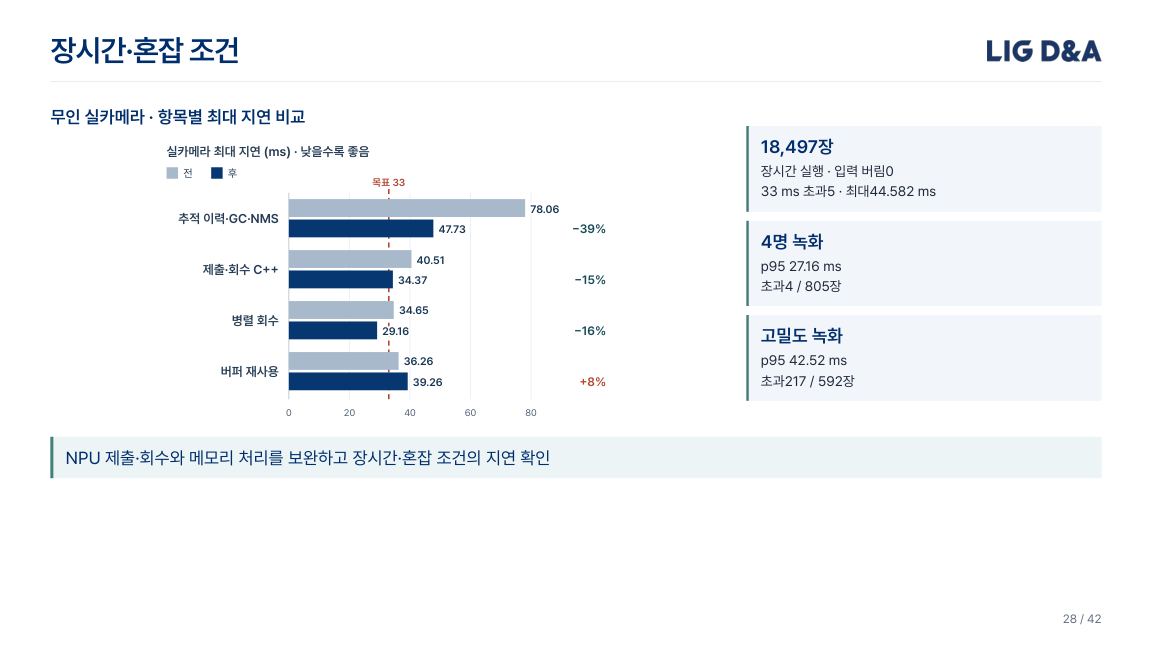 장시간·혼잡 조건
LIG D&A
무인 실카메라 · 항목별 최대 지연 비교
실카메라 최대 지연 (ms) · 낮을수록 좋음
전
후
목표 33
추적 이력·GC·NMS
78.06
47.73
−39%
제출·회수 C++
40.51
34.37
−15%
병렬 회수
34.65
29.16
−16%
버퍼 재사용
36.26
39.26
+8%
0 20 40 60 80
18,497장
장시간 실행 · 입력 버림0
33 ms 초과5 · 최대44.582 ms
4명 녹화
p95 27.16 ms
초과4 / 805장
고밀도 녹화
p95 42.52 ms
초과217 / 592장
NPU 제출·회수와 메모리 처리를 보완하고 장시간·혼잡 조건의 지연 확인
28 / 42